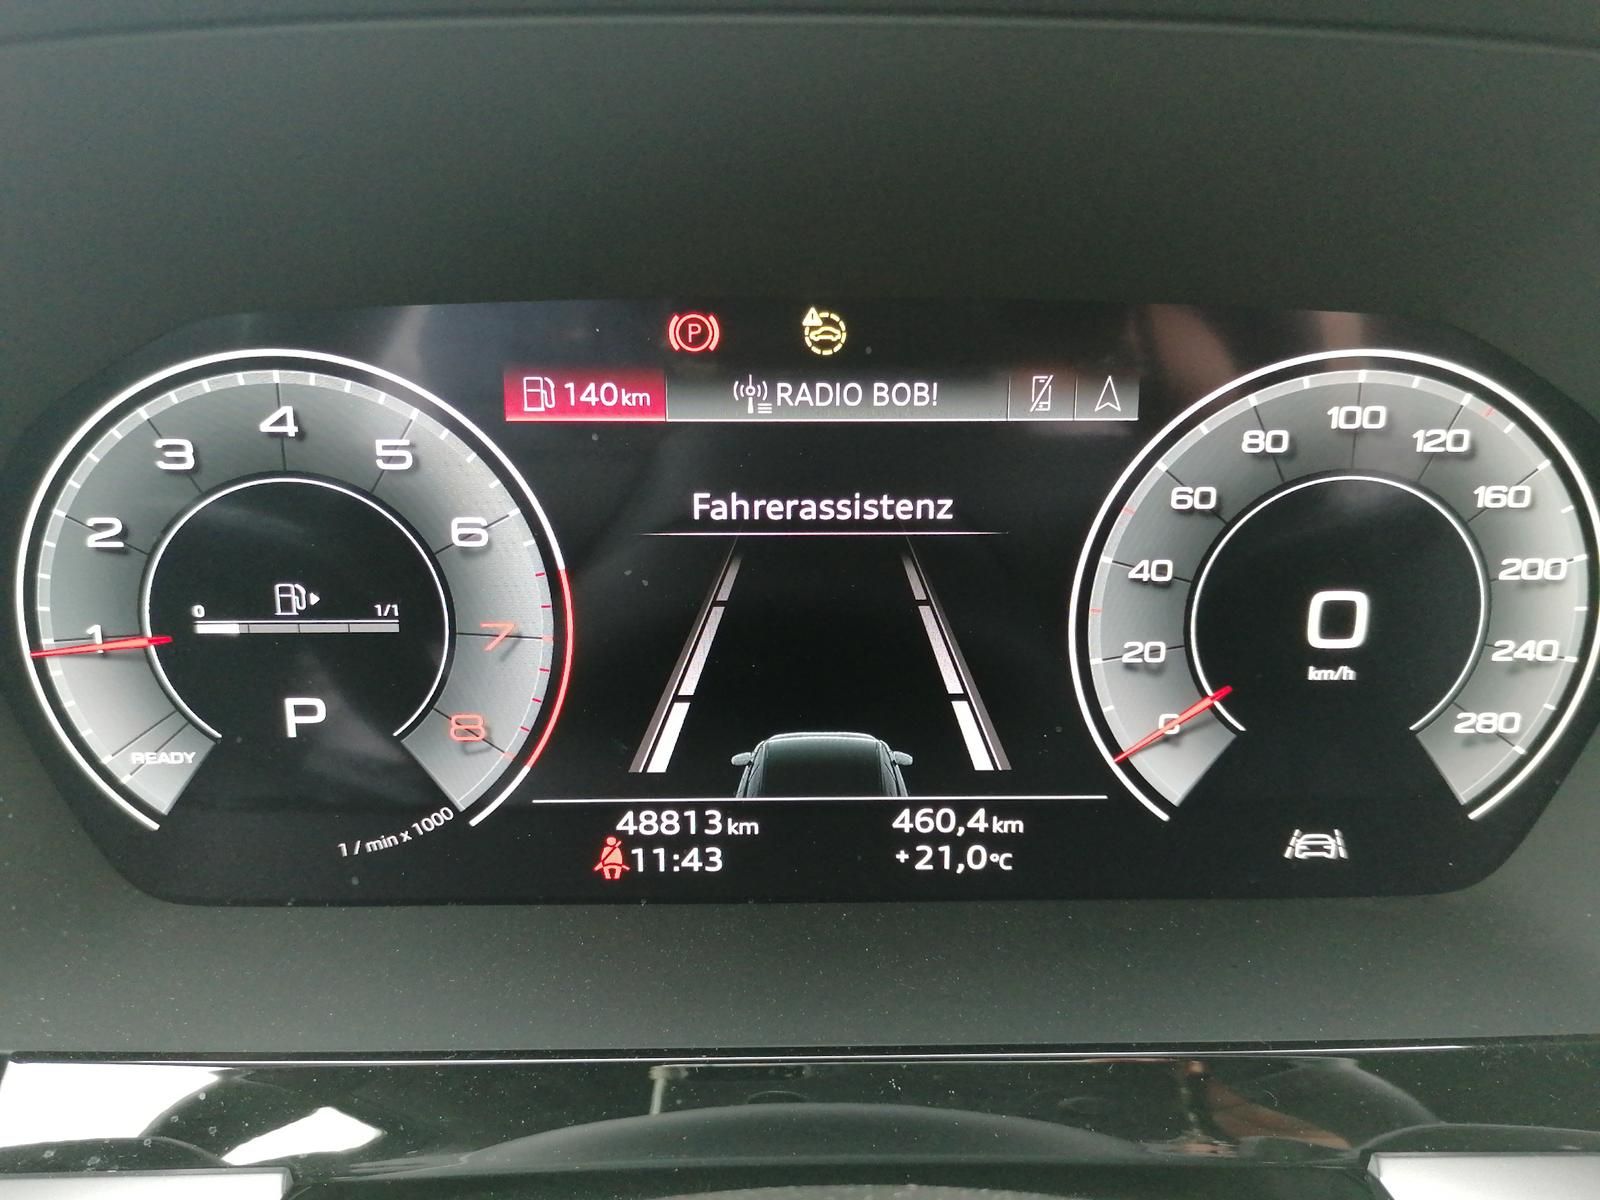 P
140 km
RADIO BOB!
Fahrerassistenz
1
2
3
4
5
6
7
8
READY
1 / min x 1000
0
1/1
P
0
20
40
60
80
100
120
160
200
240
280
0
km/h
48813 km
460,4 km
11:43
+21,0 °C